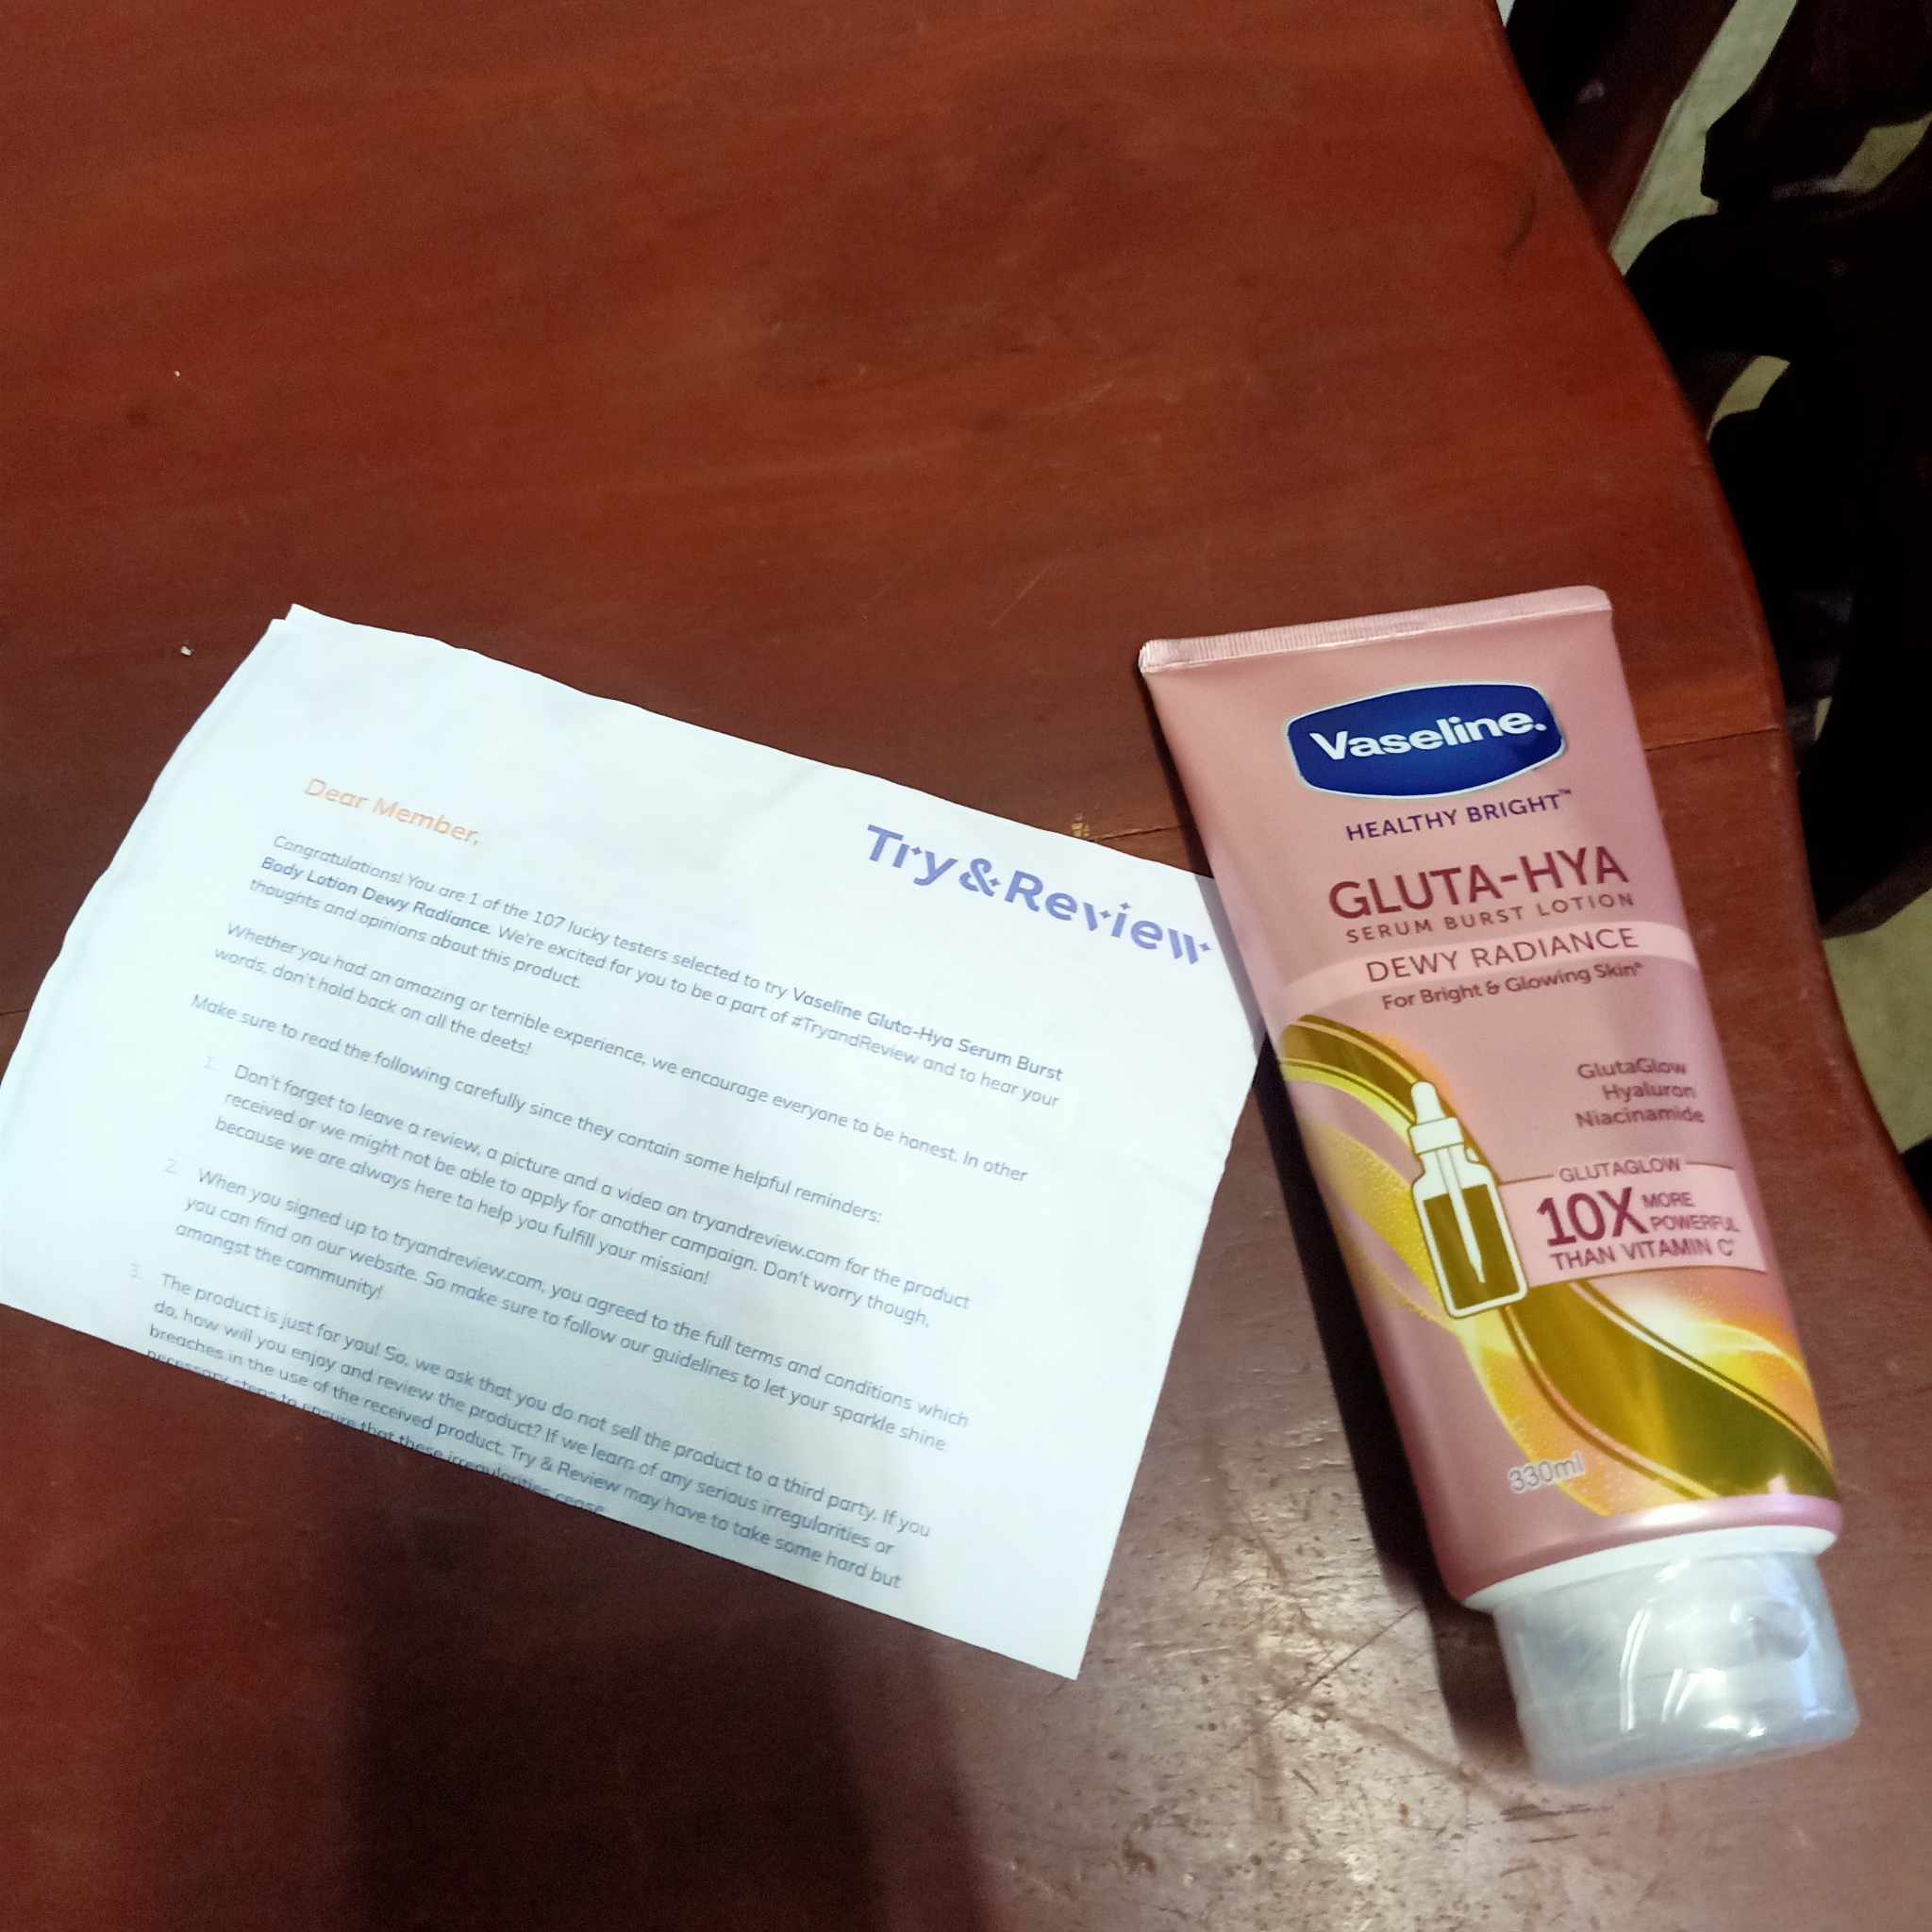 Dear Member,
Try&Review
Congratulations! You are 1 of the 107 lucky testers selected to try Vaseline Gluta-Hya Serum Burst
Body Lotion Dewy Radiance. We're excited for you to be a part of #TryandReview and to hear your
thoughts and opinions about this product.
Whether you had an amazing or terrible experience, we encourage everyone to be honest. In other
words, don't hold back on all the deets!
Make sure to read the following carefully since they contain some helpful reminders:
1. Don't forget to leave a review, a picture and a video on tryandreview.com for the product
received or we might not be able to apply for another campaign. Don't worry though,
because we are always here to help you fulfill your mission!
2. When you signed up to tryandreview.com, you agreed to the full terms and conditions which
you can find on our website. So make sure to follow our guidelines to let your sparkle shine
amongst the community!
3. The product is just for you! So, we ask that you do not sell the product to a third party. If you
do, how will you enjoy and review the product? If we learn of any serious irregularities or
breaches in the use of the received product. Try & Review may have to take some hard but
necessary steps to ensure that these irregularities cease.
Vaseline.
HEALTHY BRIGHT™
GLUTA-HYA
SERUM BURST LOTION
DEWY RADIANCE
For Bright & Glowing Skin*
GlutaGlow
Hyaluron
Niacinamide
GLUTAGLOW
10X MORE
POWERFUL
THAN VITAMIN C*
330ml